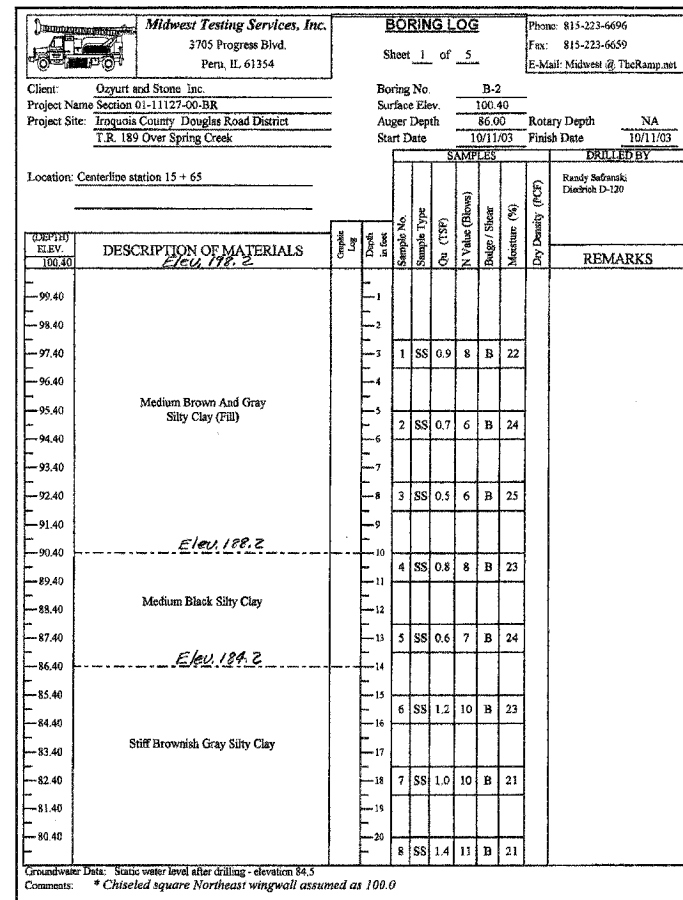 Midwest Testing Services, Inc.
3705 Progress Blvd.
Peru, IL 61354
BORING LOG
Sheet 1 of 5
Phone: 815-223-6696
Fax: 815-223-6659
E-Mail: Midwest @ TheRamp.net
Client: Ozyurt and Stone Inc.
Project Name Section 01-11127-00-BR
Project Site: Iroquois County Douglas Road District
T.R. 189 Over Spring Creek
Boring No. B-2
Surface Elev. 100.40
Auger Depth 86.00 Rotary Depth NA
Start Date 10/11/03 Finish Date 10/11/03
Location: Centerline station 15 + 65
SAMPLES
DRILLED BY
Randy Safranski
Diedrich D-120
(DEPTH)
ELEV.
100.40
DESCRIPTION OF MATERIALS
Elev. 198.2
Graphic Log
Depth in feet
Sample No.
Sample Type
Qu (TSF)
N Value (Blows)
Bulge / Shear
Moisture (%)
Dry Density (PCF)
REMARKS
99.40 1
98.40 2
97.40 3 1 SS 0.9 8 B 22
96.40 4
Medium Brown And Gray
Silty Clay (Fill)
95.40 5
2 SS 0.7 6 B 24
94.40 6
93.40 7
92.40 8 3 SS 0.5 6 B 25
91.40 9
Elev. 188.2
90.40 10
4 SS 0.8 8 B 23
89.40 11
Medium Black Silty Clay
88.40 12
87.40 13 5 SS 0.6 7 B 24
Elev. 184.2
86.40 14
85.40 15
6 SS 1.2 10 B 23
84.40 16
Stiff Brownish Gray Silty Clay
83.40 17
82.40 18 7 SS 1.0 10 B 21
81.40 19
80.40 20
8 SS 1.4 11 B 21
Groundwater Data: Static water level after drilling - elevation 84.5
Comments: * Chiseled square Northeast wingwall assumed as 100.0